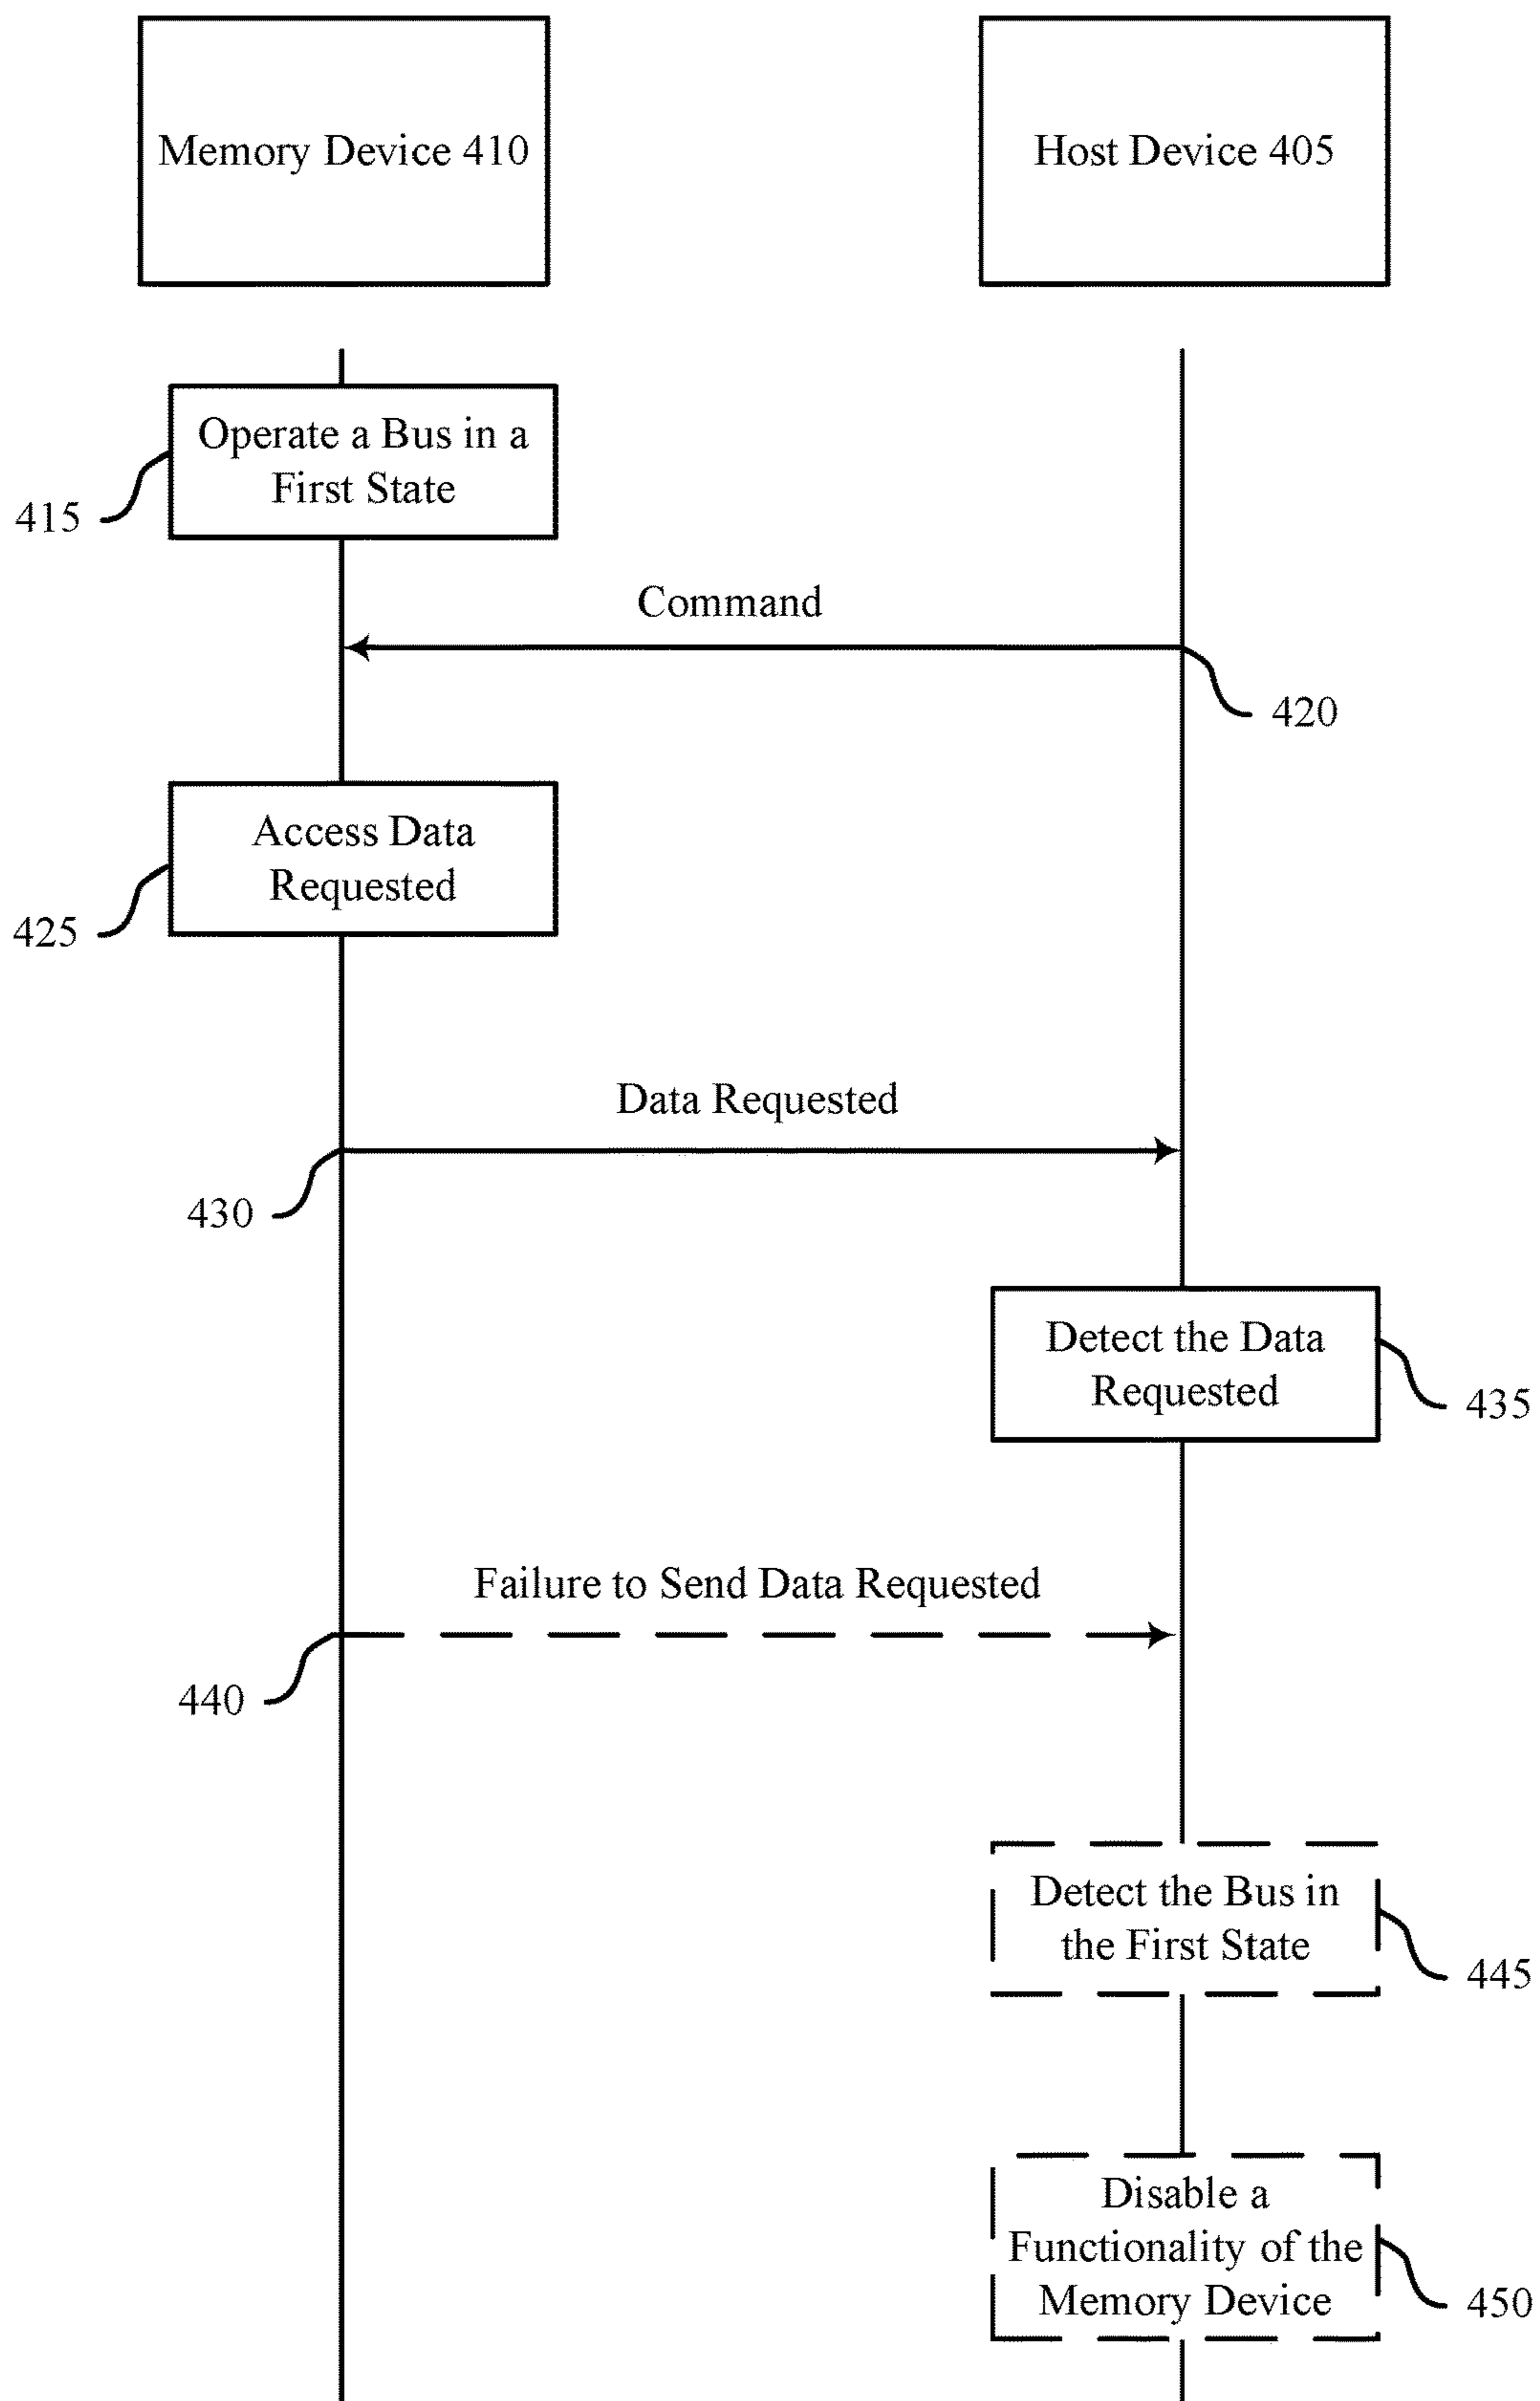 Memory Device 410
Host Device 405
Operate a Bus in a
First State
415
Command
420
Access Data
Requested
425
Data Requested
430
Detect the Data
Requested
435
Failure to Send Data Requested
440
Detect the Bus in
the First State
445
Disable a
Functionality of the
Memory Device
450